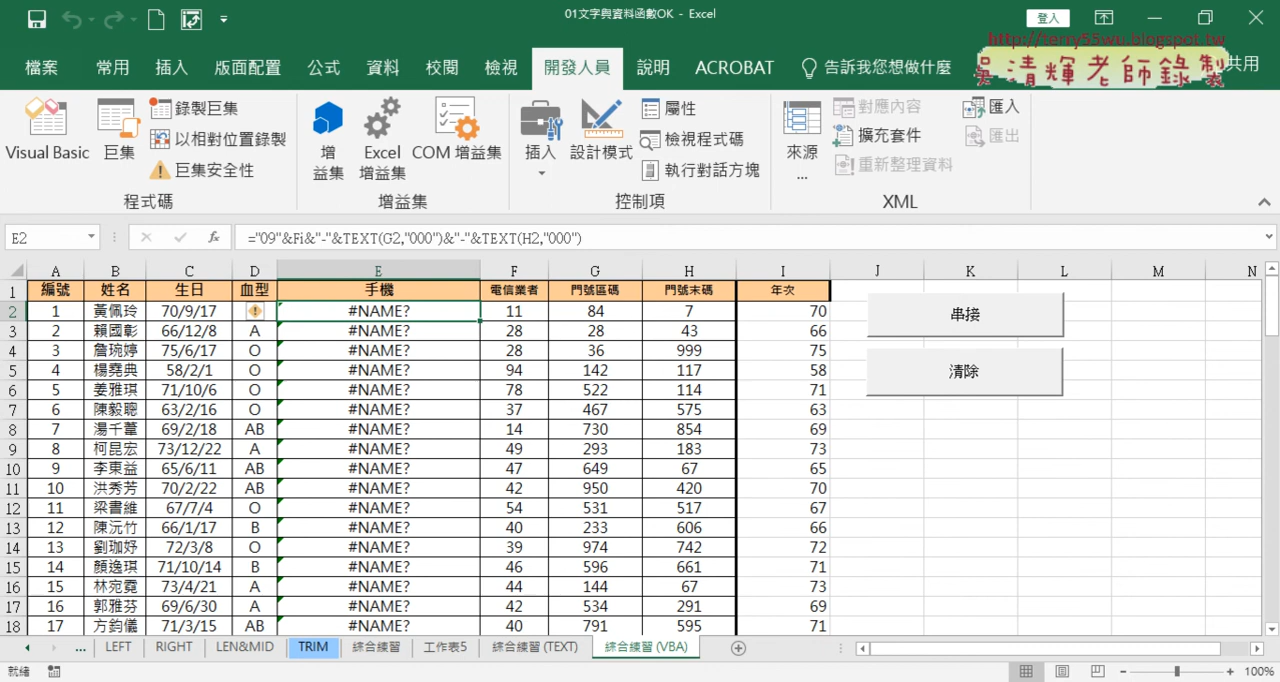 01文字與資料函數OK - Excel
登入
http://terry55wu.blogspot.tw
吳清輝老師錄製
檔案 常用 插入 版面配置 公式 資料 校閱 檢視 開發人員 說明 ACROBAT 告訴我您想做什麼 共用
Visual Basic
巨集
錄製巨集
以相對位置錄製
巨集安全性
程式碼
增
益集
Excel
增益集
COM 增益集
增益集
插入
設計模式
屬性
檢視程式碼
執行對話方塊
控制項
來源
...
對應內容
擴充套件
重新整理資料
匯入
匯出
XML
E2
fx
="09"&Fi&"-"&TEXT(G2,"000")&"-"&TEXT(H2,"000")
A B C D E F G H I J K L M N
1 編號 姓名 生日 血型 手機 電信業者 門號區碼 門號末碼 年次
2 1 黃佩玲 70/9/17 #NAME? 11 84 7 70
3 2 賴國彰 66/12/8 A #NAME? 28 28 43 66
4 3 詹琬婷 75/6/17 O #NAME? 28 36 999 75
5 4 楊堯典 58/2/1 O #NAME? 94 142 117 58
6 5 姜雅琪 71/10/6 O #NAME? 78 522 114 71
7 6 陳毅聰 63/2/16 O #NAME? 37 467 575 63
8 7 湯千菫 69/2/18 AB #NAME? 14 730 854 69
9 8 柯昆宏 73/12/22 A #NAME? 49 293 183 73
10 9 李東益 65/6/11 AB #NAME? 47 649 67 65
11 10 洪秀芳 70/2/22 AB #NAME? 42 950 420 70
12 11 梁書維 67/7/4 O #NAME? 54 531 517 67
13 12 陳沅竹 66/1/17 B #NAME? 40 233 606 66
14 13 劉珈妤 72/3/8 O #NAME? 39 974 742 72
15 14 顏逸琪 71/10/14 B #NAME? 46 596 661 71
16 15 林宛霓 73/4/21 A #NAME? 44 144 67 73
17 16 郭雅芬 69/6/30 A #NAME? 42 534 291 69
18 17 方鈞儀 71/3/15 AB #NAME? 40 791 595 71
串接
清除
... LEFT RIGHT LEN&MID TRIM 綜合練習 工作表5 綜合練習 (TEXT) 綜合練習 (VBA)
就緒
100%